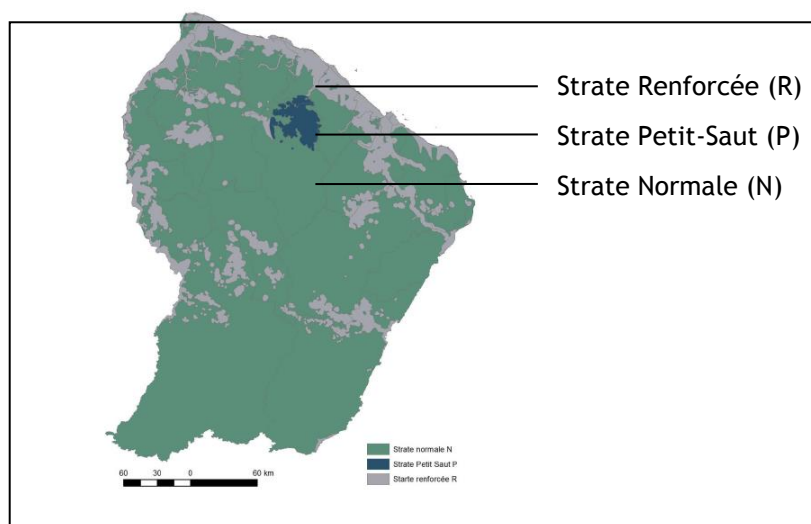 Strate Renforcée (R)
Strate Petit-Saut (P)
Strate Normale (N)
Strate normale N
Strate Petit Saut P
Starte renforcée R
60 30 0 60 km